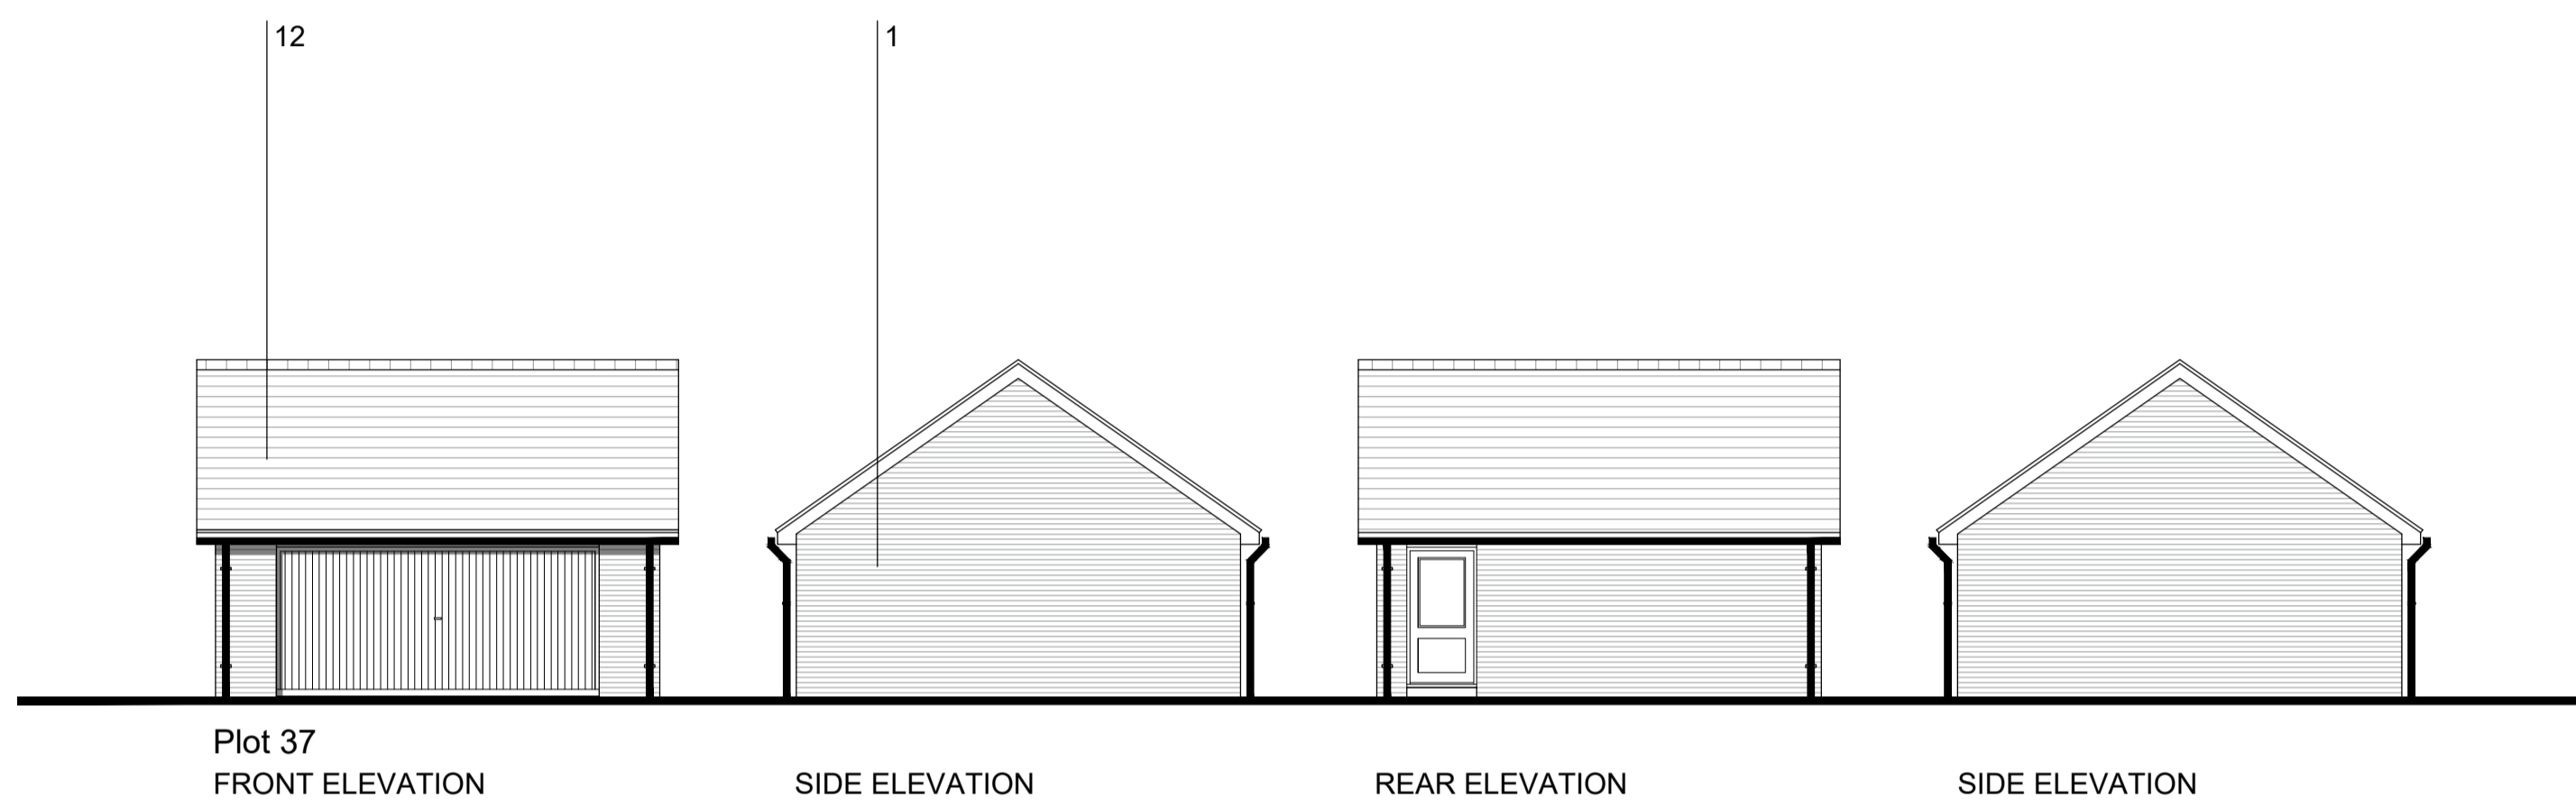 12
1
Plot 37
FRONT ELEVATION
SIDE ELEVATION
REAR ELEVATION
SIDE ELEVATION